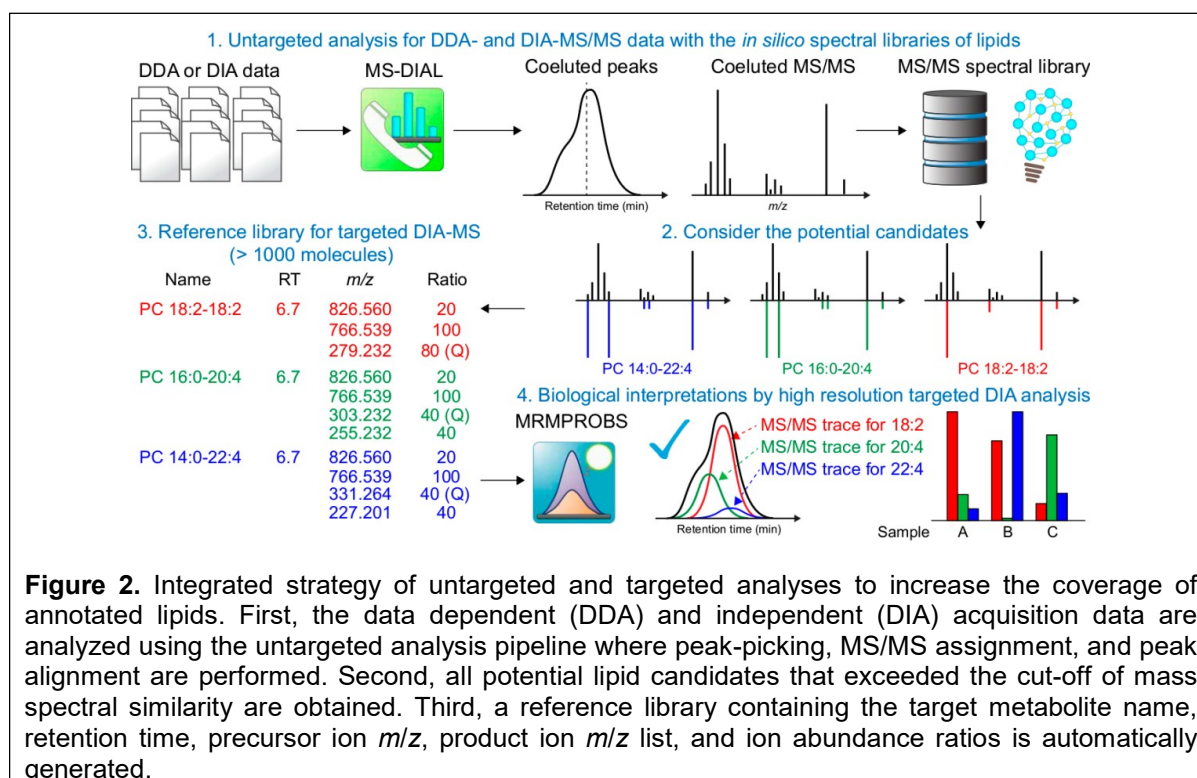 1. Untargeted analysis for DDA- and DIA-MS/MS data with the in silico spectral libraries of lipids
DDA or DIA data
MS-DIAL
Coeluted peaks
Coeluted MS/MS
MS/MS spectral library
Retention time (min)
m/z
3. Reference library for targeted DIA-MS
(> 1000 molecules)
Name RT m/z Ratio
PC 18:2-18:2 6.7 826.560 20
766.539 100
279.232 80 (Q)
PC 16:0-20:4 6.7 826.560 20
766.539 100
303.232 40 (Q)
255.232 40
PC 14:0-22:4 6.7 826.560 20
766.539 100
331.264 40 (Q)
227.201 40
2. Consider the potential candidates
PC 14:0-22:4
PC 16:0-20:4
PC 18:2-18:2
4. Biological interpretations by high resolution targeted DIA analysis
MRMPROBS
MS/MS trace for 18:2
MS/MS trace for 20:4
MS/MS trace for 22:4
Retention time (min)
Sample A B C
Figure 2. Integrated strategy of untargeted and targeted analyses to increase the coverage of
annotated lipids. First, the data dependent (DDA) and independent (DIA) acquisition data are
analyzed using the untargeted analysis pipeline where peak-picking, MS/MS assignment, and peak
alignment are performed. Second, all potential lipid candidates that exceeded the cut-off of mass
spectral similarity are obtained. Third, a reference library containing the target metabolite name,
retention time, precursor ion m/z, product ion m/z list, and ion abundance ratios is automatically
generated.